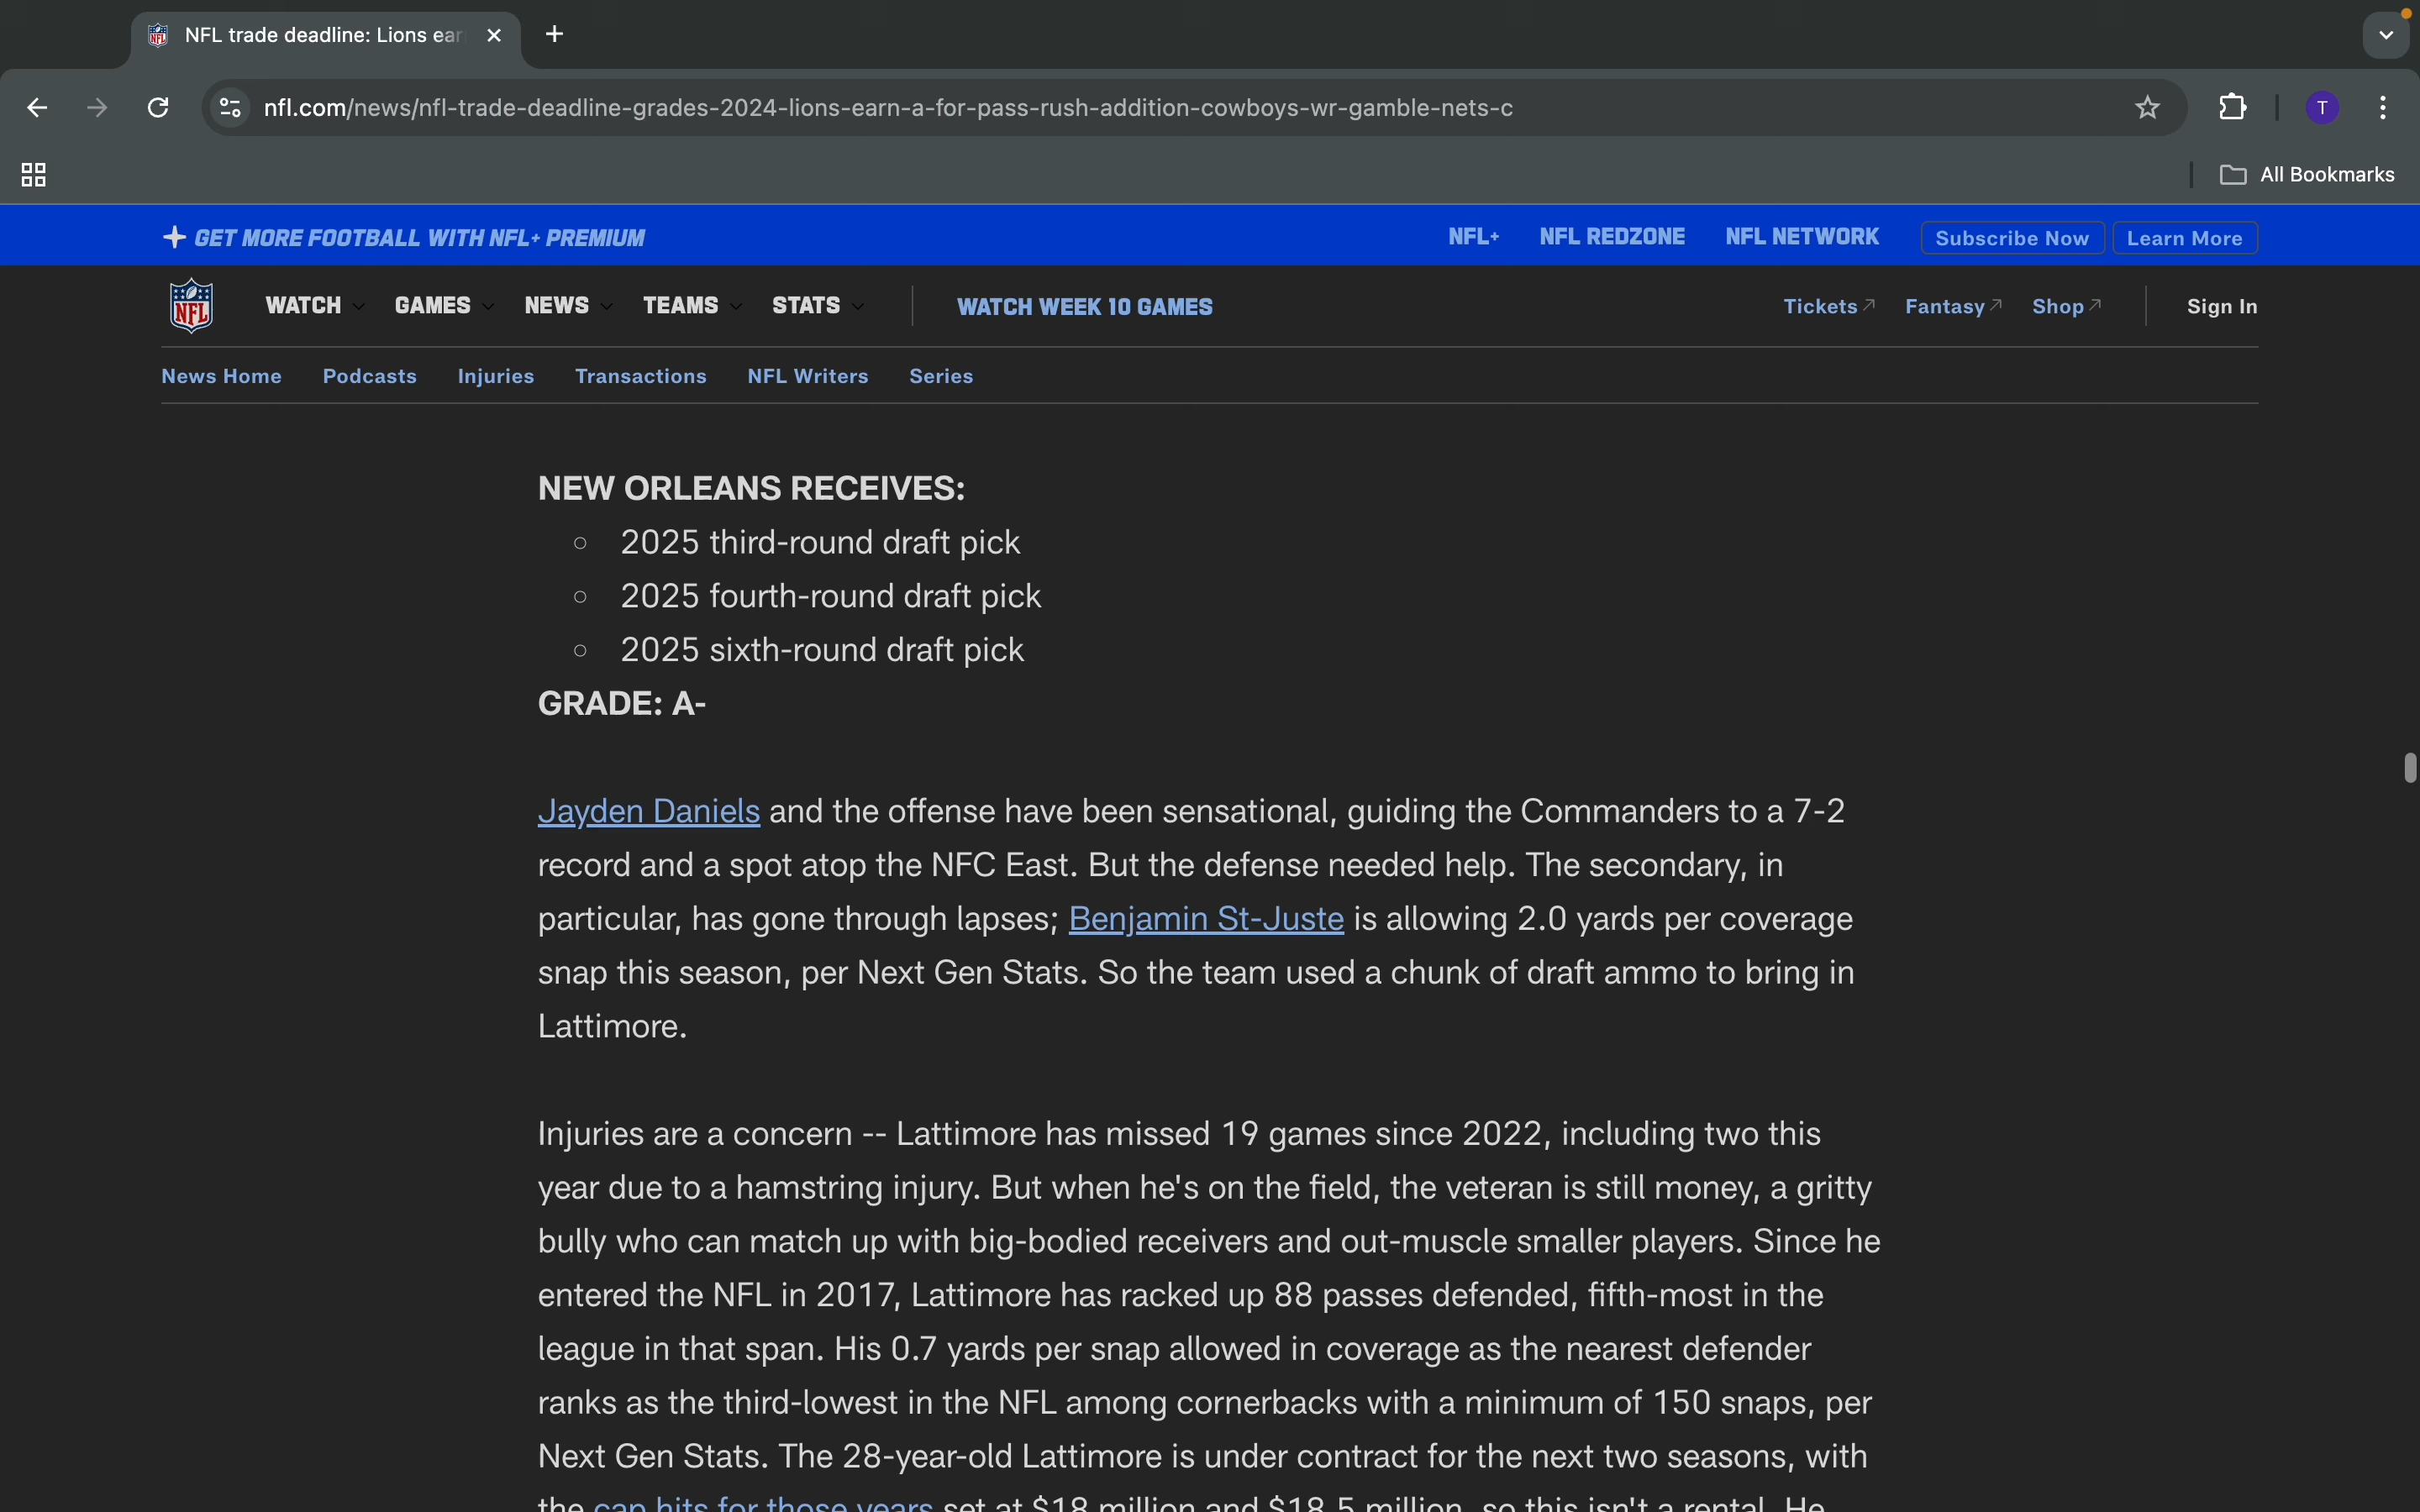 NFL trade deadline: Lions ear
nfl.com/news/nfl-trade-deadline-grades-2024-lions-earn-a-for-pass-rush-addition-cowboys-wr-gamble-nets-c
T
All Bookmarks
GET MORE FOOTBALL WITH NFL+ PREMIUM
NFL+ NFL REDZONE NFL NETWORK Subscribe Now Learn More
NFL WATCH GAMES NEWS TEAMS STATS WATCH WEEK 10 GAMES Tickets Fantasy Shop Sign In
News Home Podcasts Injuries Transactions NFL Writers Series
NEW ORLEANS RECEIVES:
2025 third-round draft pick
2025 fourth-round draft pick
2025 sixth-round draft pick
GRADE: A-
Jayden Daniels and the offense have been sensational, guiding the Commanders to a 7-2
record and a spot atop the NFC East. But the defense needed help. The secondary, in
particular, has gone through lapses; Benjamin St-Juste is allowing 2.0 yards per coverage
snap this season, per Next Gen Stats. So the team used a chunk of draft ammo to bring in
Lattimore.
Injuries are a concern -- Lattimore has missed 19 games since 2022, including two this
year due to a hamstring injury. But when he's on the field, the veteran is still money, a gritty
bully who can match up with big-bodied receivers and out-muscle smaller players. Since he
entered the NFL in 2017, Lattimore has racked up 88 passes defended, fifth-most in the
league in that span. His 0.7 yards per snap allowed in coverage as the nearest defender
ranks as the third-lowest in the NFL among cornerbacks with a minimum of 150 snaps, per
Next Gen Stats. The 28-year-old Lattimore is under contract for the next two seasons, with
the cap hits for those years set at $18 million and $18.5 million, so this isn't a rental. He